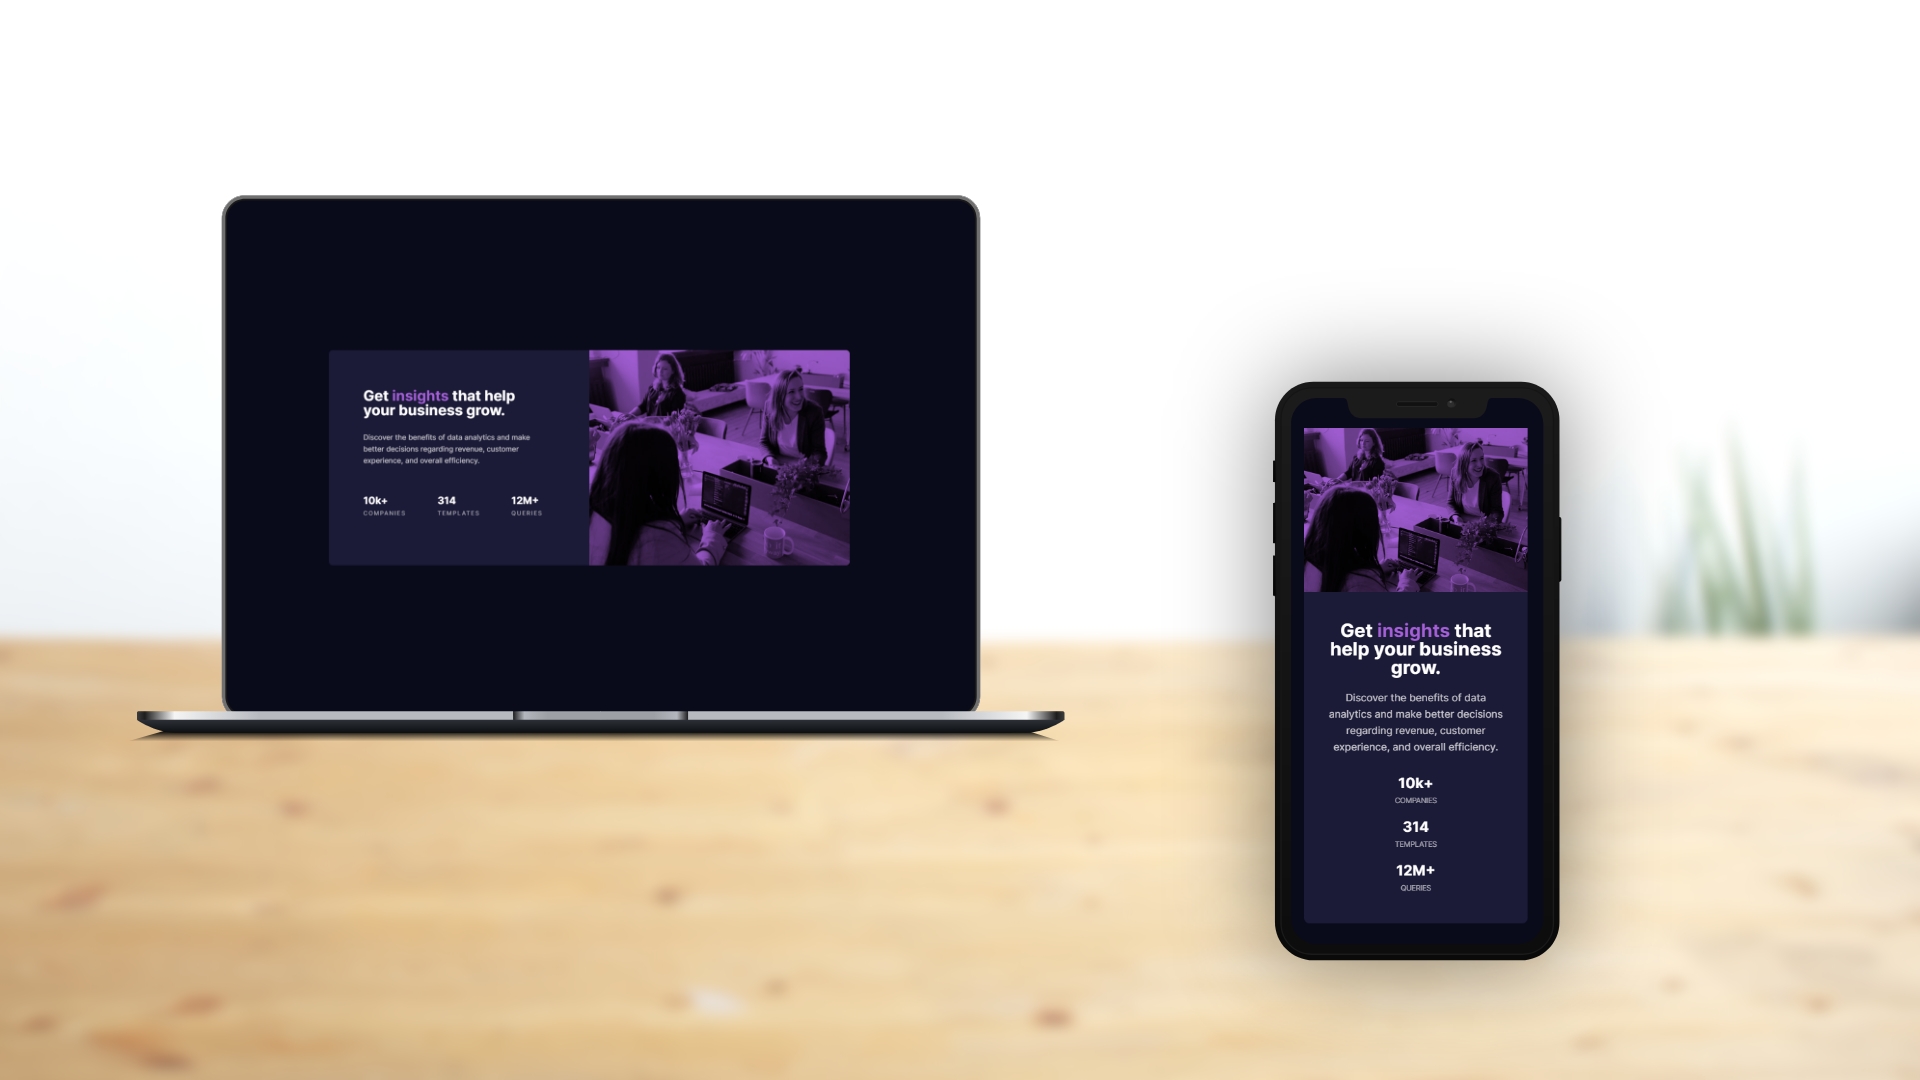 Get insights that help
your business grow.
Discover the benefits of data analytics and make
better decisions regarding revenue, customer
experience, and overall efficiency.
10k+ 314 12M+
COMPANIES TEMPLATES QUERIES
Get insights that
help your business
grow.
Discover the benefits of data
analytics and make better decisions
regarding revenue, customer
experience, and overall efficiency.
10k+
COMPANIES
314
TEMPLATES
12M+
QUERIES